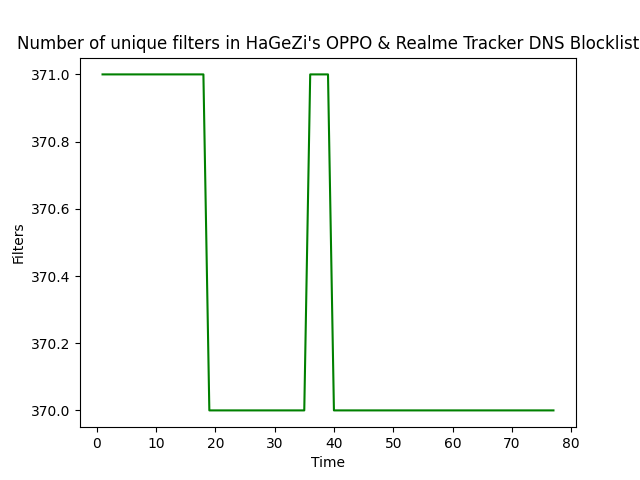 Number of unique filters in HaGeZi's OPPO & Realme Tracker DNS Blocklist
371.0
370.8
370.6
370.4
370.2
370.0
Filters
0 10 20 30 40 50 60 70 80
Time